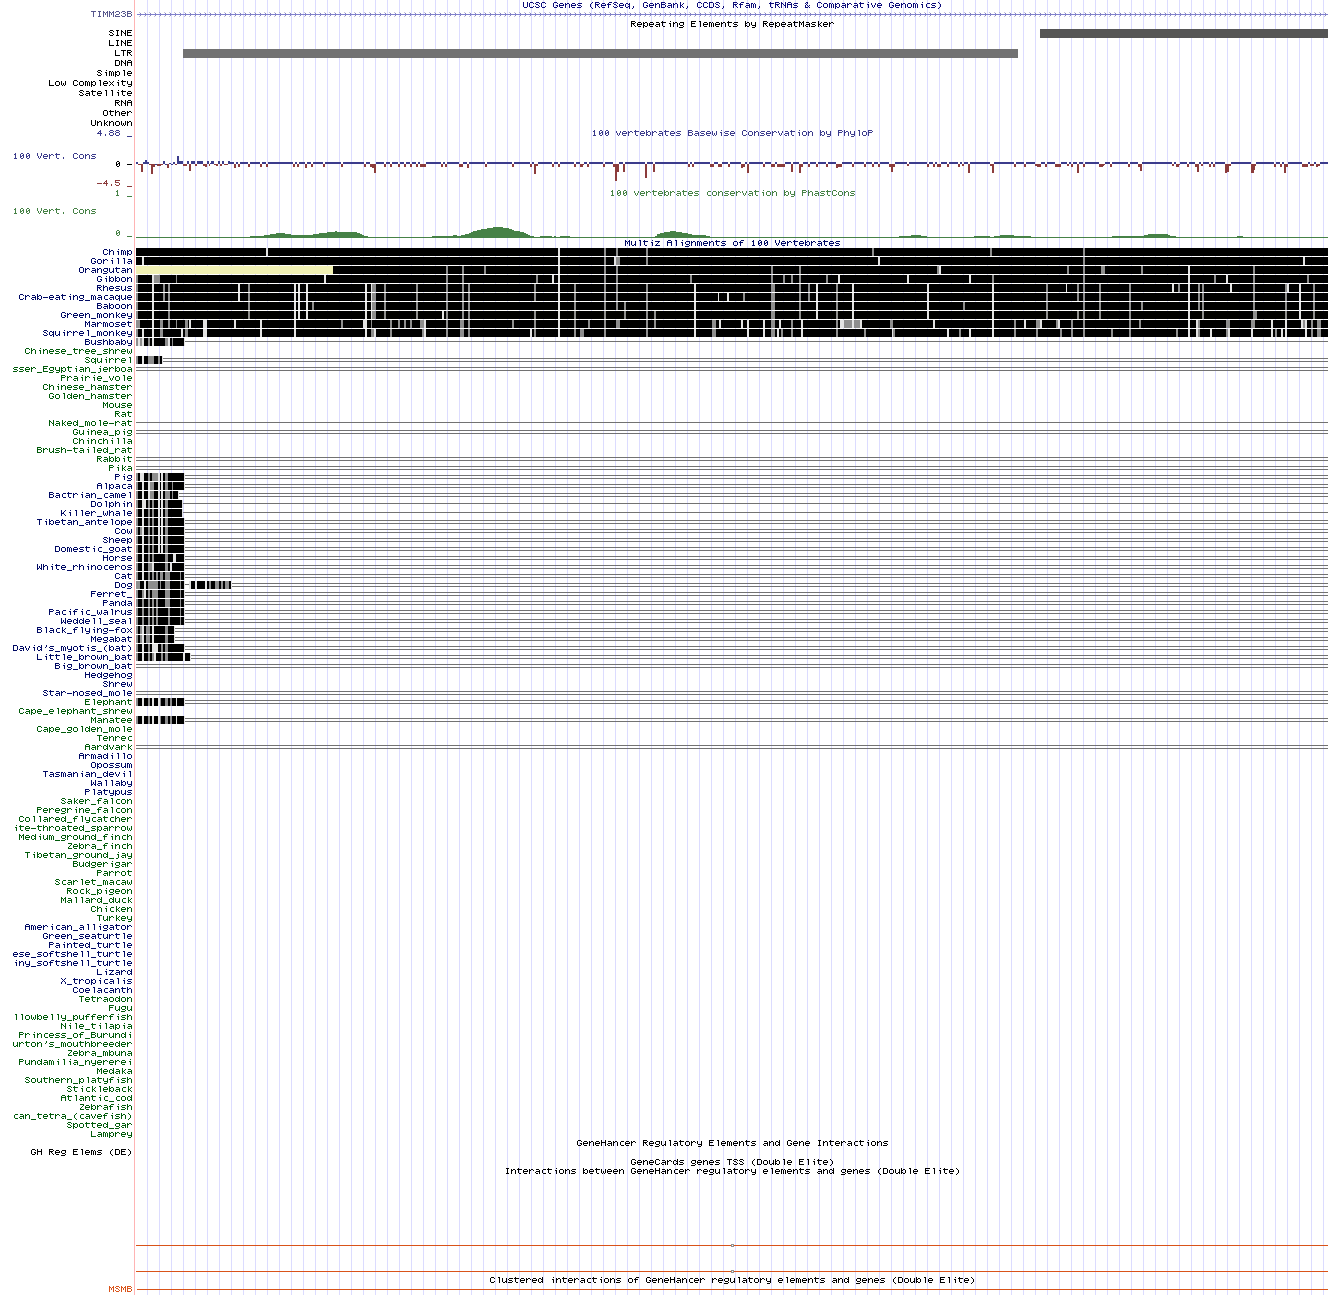 UCSC Genes (RefSeq, GenBank, CCDS, Rfam, tRNAs & Comparative Genomics)
TIMM23B
Repeating Elements by RepeatMasker
SINE
LINE
LTR
DNA
Simple
Low Complexity
Satellite
RNA
Other
Unknown
4.88 _
100 vertebrates Basewise Conservation by PhyloP
100 Vert. Cons
0 _
-4.5 _
1 _
100 vertebrates conservation by PhastCons
100 Vert. Cons
0 _
Multiz Alignments of 100 Vertebrates
Chimp
Gorilla
Orangutan
Gibbon
Rhesus
Crab-eating_macaque
Baboon
Green_monkey
Marmoset
Squirrel_monkey
Bushbaby
Chinese_tree_shrew
Squirrel
sser_Egyptian_jerboa
Prairie_vole
Chinese_hamster
Golden_hamster
Mouse
Rat
Naked_mole-rat
Guinea_pig
Chinchilla
Brush-tailed_rat
Rabbit
Pika
Pig
Alpaca
Bactrian_camel
Dolphin
Killer_whale
Tibetan_antelope
Cow
Sheep
Domestic_goat
Horse
White_rhinoceros
Cat
Dog
Ferret_
Panda
Pacific_walrus
Weddell_seal
Black_flying-fox
Megabat
David's_myotis_(bat)
Little_brown_bat
Big_brown_bat
Hedgehog
Shrew
Star-nosed_mole
Elephant
Cape_elephant_shrew
Manatee
Cape_golden_mole
Tenrec
Aardvark
Armadillo
Opossum
Tasmanian_devil
Wallaby
Platypus
Saker_falcon
Peregrine_falcon
Collared_flycatcher
ite-throated_sparrow
Medium_ground_finch
Zebra_finch
Tibetan_ground_jay
Budgerigar
Parrot
Scarlet_macaw
Rock_pigeon
Mallard_duck
Chicken
Turkey
American_alligator
Green_seaturtle
Painted_turtle
ese_softshell_turtle
iny_softshell_turtle
Lizard
X_tropicalis
Coelacanth
Tetraodon
Fugu
llowbelly_pufferfish
Nile_tilapia
Princess_of_Burundi
urton's_mouthbreeder
Zebra_mbuna
Pundamilia_nyererei
Medaka
Southern_platyfish
Stickleback
Atlantic_cod
Zebrafish
can_tetra_(cavefish)
Spotted_gar
Lamprey
GeneHancer Regulatory Elements and Gene Interactions
GH Reg Elems (DE)
GeneCards genes TSS (Double Elite)
Interactions between GeneHancer regulatory elements and genes (Double Elite)
Clustered interactions of GeneHancer regulatory elements and genes (Double Elite)
MSMB